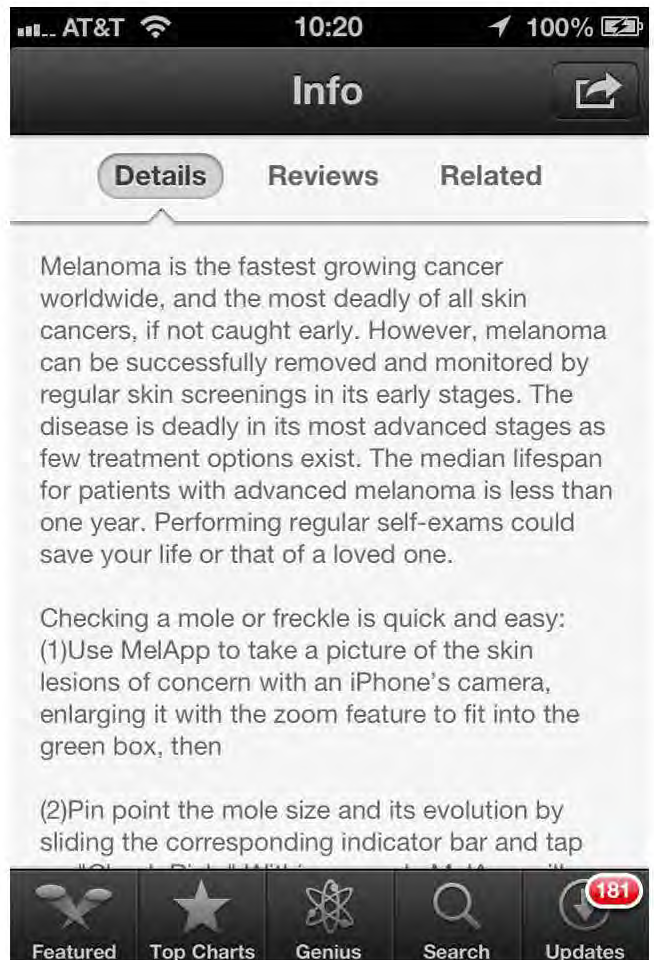 AT&T 10:20 100%
Info
Details Reviews Related
Melanoma is the fastest growing cancer
worldwide, and the most deadly of all skin
cancers, if not caught early. However, melanoma
can be successfully removed and monitored by
regular skin screenings in its early stages. The
disease is deadly in its most advanced stages as
few treatment options exist. The median lifespan
for patients with advanced melanoma is less than
one year. Performing regular self-exams could
save your life or that of a loved one.
Checking a mole or freckle is quick and easy:
(1)Use MelApp to take a picture of the skin
lesions of concern with an iPhone's camera,
enlarging it with the zoom feature to fit into the
green box, then
(2)Pin point the mole size and its evolution by
sliding the corresponding indicator bar and tap
181
Featured Top Charts Genius Search Updates